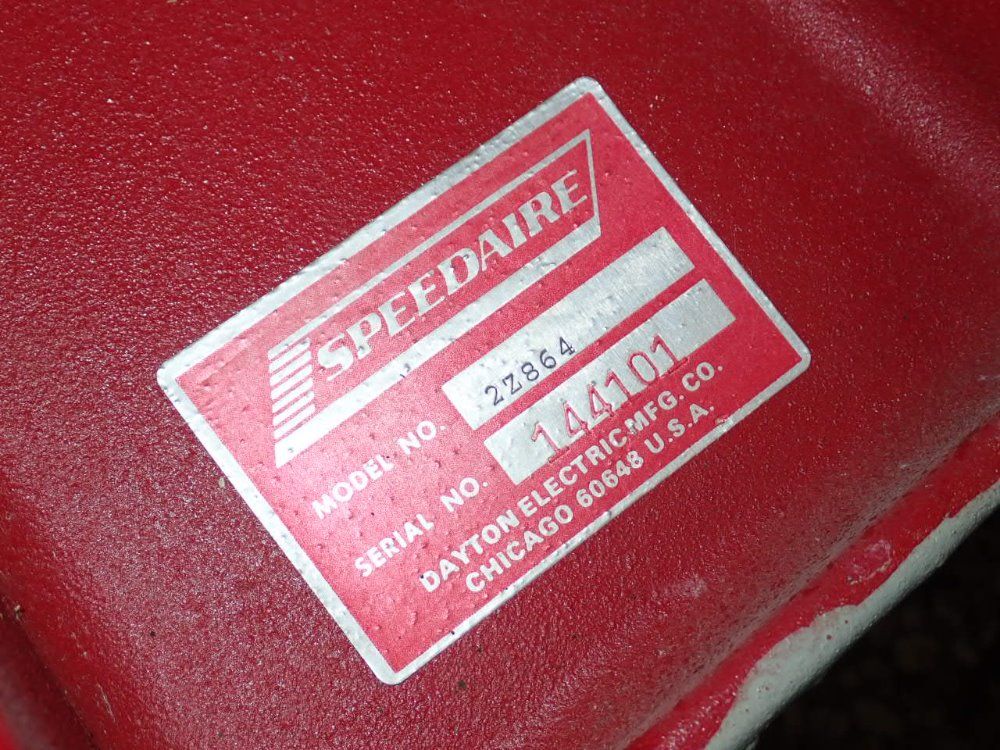 SPEEDAIRE
MODEL NO. 2Z864
SERIAL NO. 144101
DAYTON ELECTRIC MFG. CO.
CHICAGO 60648 U.S.A.